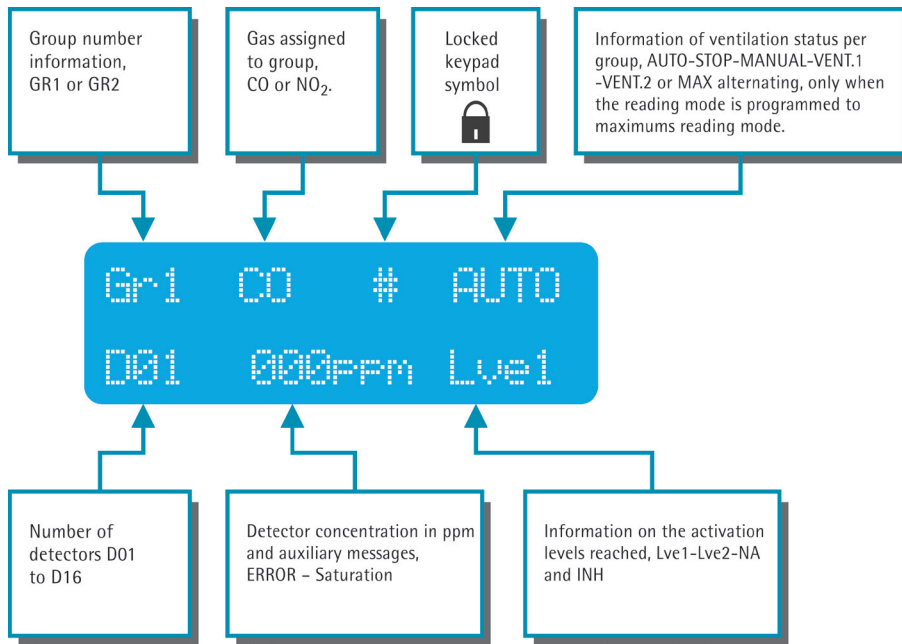 Group number
information,
GR1 or GR2
Gas assigned
to group,
CO or NO₂.
Locked
keypad
symbol
Information of ventilation status per
group, AUTO-STOP-MANUAL-VENT.1
-VENT.2 or MAX alternating, only when
the reading mode is programmed to
maximums reading mode.
Gr1 CO # AUTO
D01 000ppm Lve1
Number of
detectors D01
to D16
Detector concentration in ppm
and auxiliary messages,
ERROR – Saturation
Information on the activation
levels reached, Lve1-Lve2-NA
and INH